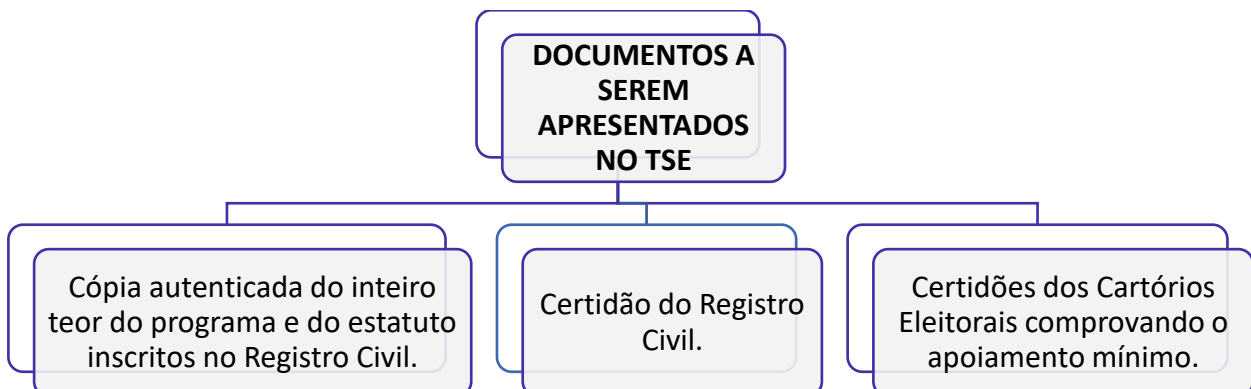 DOCUMENTOS A
SEREM
APRESENTADOS
NO TSE
Cópia autenticada do inteiro
teor do programa e do estatuto
inscritos no Registro Civil.
Certidão do Registro
Civil.
Certidões dos Cartórios
Eleitorais comprovando o
apoiamento mínimo.